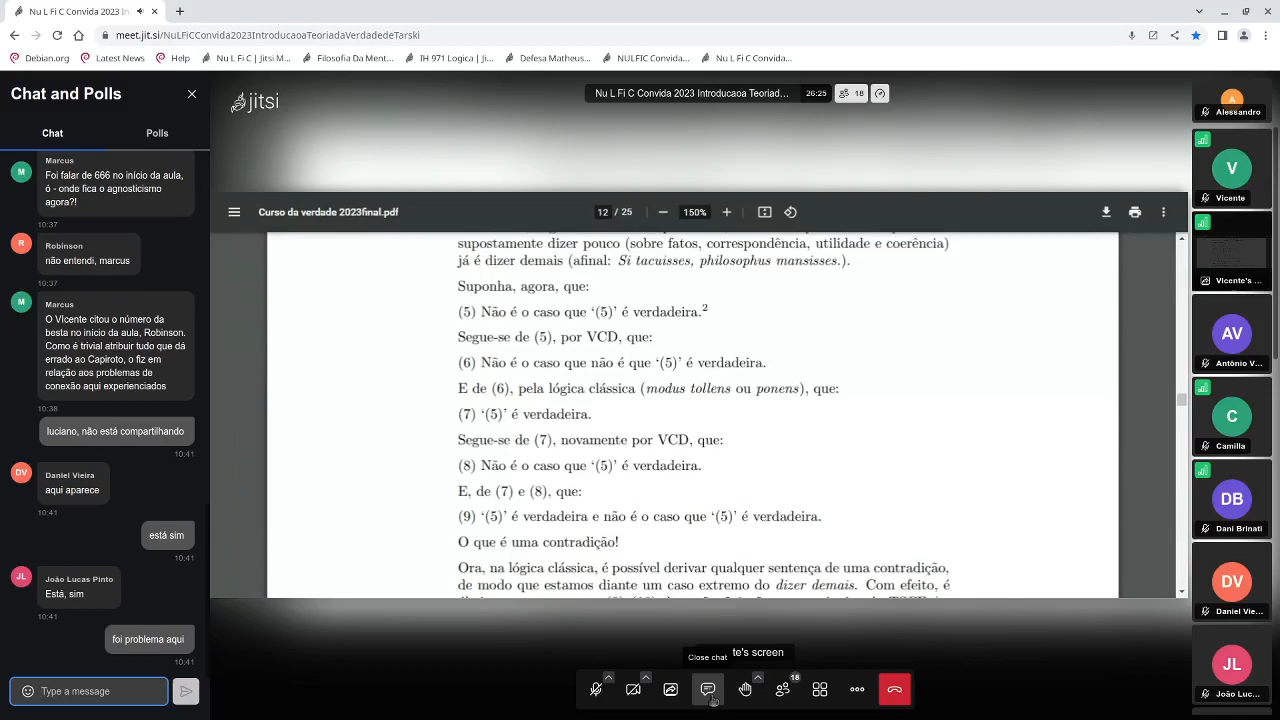 Nu L Fi C Convida 2023 In
meet.jit.si/NuLFiCConvida2023IntroducaoaTeoriadaVerdadedeTarski
Debian.org
Latest News
Help
Nu L Fi C | Jitsi M...
Filosofia Da Ment...
IH 971 Logica | Ji...
Defesa Matheus...
NULFIC Convida...
Nu L Fi C Convida...
Chat and Polls
Chat
Polls
Marcus
M
Foi falar de 666 no início da aula,
ó - onde fica o agnosticismo
agora?!
10:37
R
Robinson
não entendi, marcus
10:37
M
Marcus
O VIcente citou o número da
besta no início da aula, Robinson.
Como é trivial atribuir tudo que dá
errado ao Capiroto, o fiz em
relação aos problemas de
conexão aqui experienciados
10:38
luciano, não está compartilhando
10:41
DV
Daniel Vieira
aqui aparece
10:41
está sim
10:41
JL
João Lucas Pinto
Está, sim
10:41
foi problema aqui
10:41
Type a message
jitsi
Nu L Fi C Convida 2023 Introducaoa Teoriad...
26:25
18
Curso da verdade 2023final.pdf
12 / 25
150%
supostamente dizer pouco (sobre fatos, correspondência, utilidade e coerência)
já é dizer demais (afinal: Si tacuisses, philosophus mansisses.).
Suponha, agora, que:
(5) Não é o caso que ‘(5)’ é verdadeira.2
Segue-se de (5), por VCD, que:
(6) Não é o caso que não é que ‘(5)’ é verdadeira.
E de (6), pela lógica clássica (modus tollens ou ponens), que:
(7) ‘(5)’ é verdadeira.
Segue-se de (7), novamente por VCD, que:
(8) Não é o caso que ‘(5)’ é verdadeira.
E, de (7) e (8), que:
(9) ‘(5)’ é verdadeira e não é o caso que ‘(5)’ é verdadeira.
O que é uma contradição!
Ora, na lógica clássica, é possível derivar qualquer sentença de uma contradição,
de modo que estamos diante um caso extremo do dizer demais. Com efeito, é
Close chat
te's screen
18
A
Alessandro
V
Vicente
Vicente's ...
AV
Antônio V...
C
Camilla
DB
Dani Brinati
DV
Daniel Vie...
JL
João Luc...